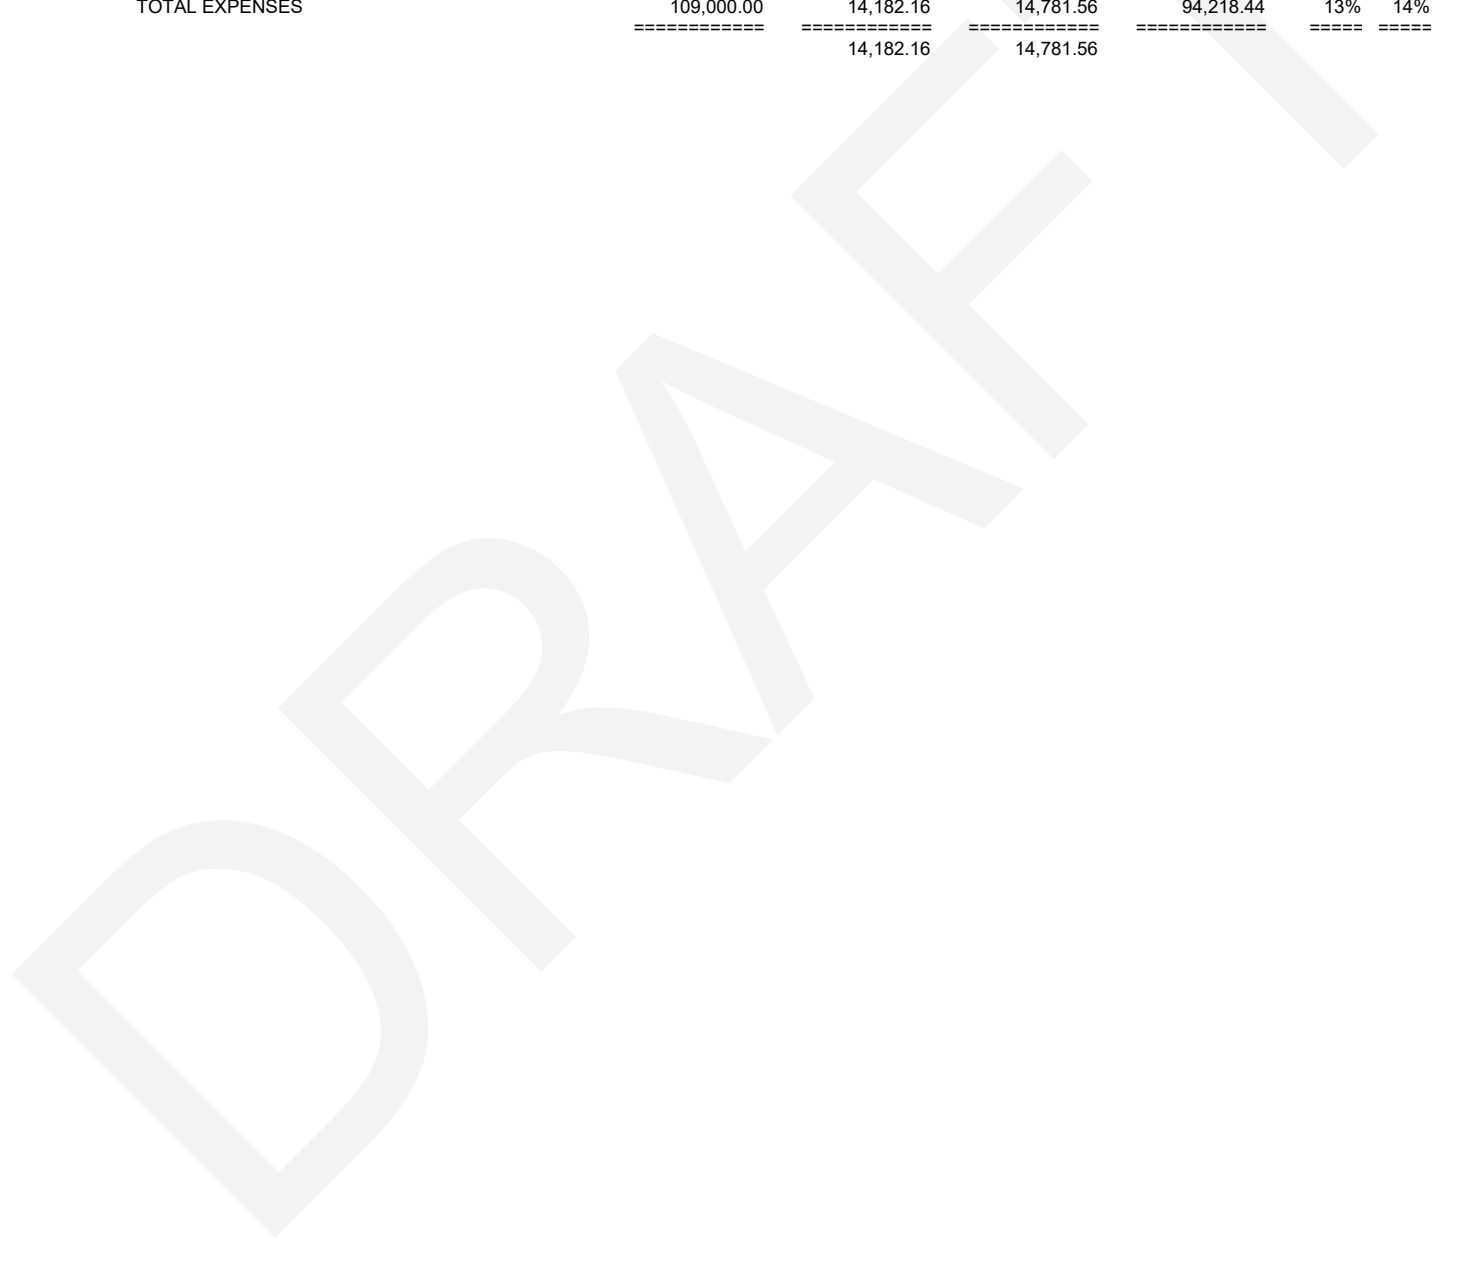 TOTAL EXPENSES 109,000.00 14,182.16 14,781.56 94,218.44 13% 14%
============ ============ ============ ============ ===== =====
14,182.16 14,781.56
DRAFT